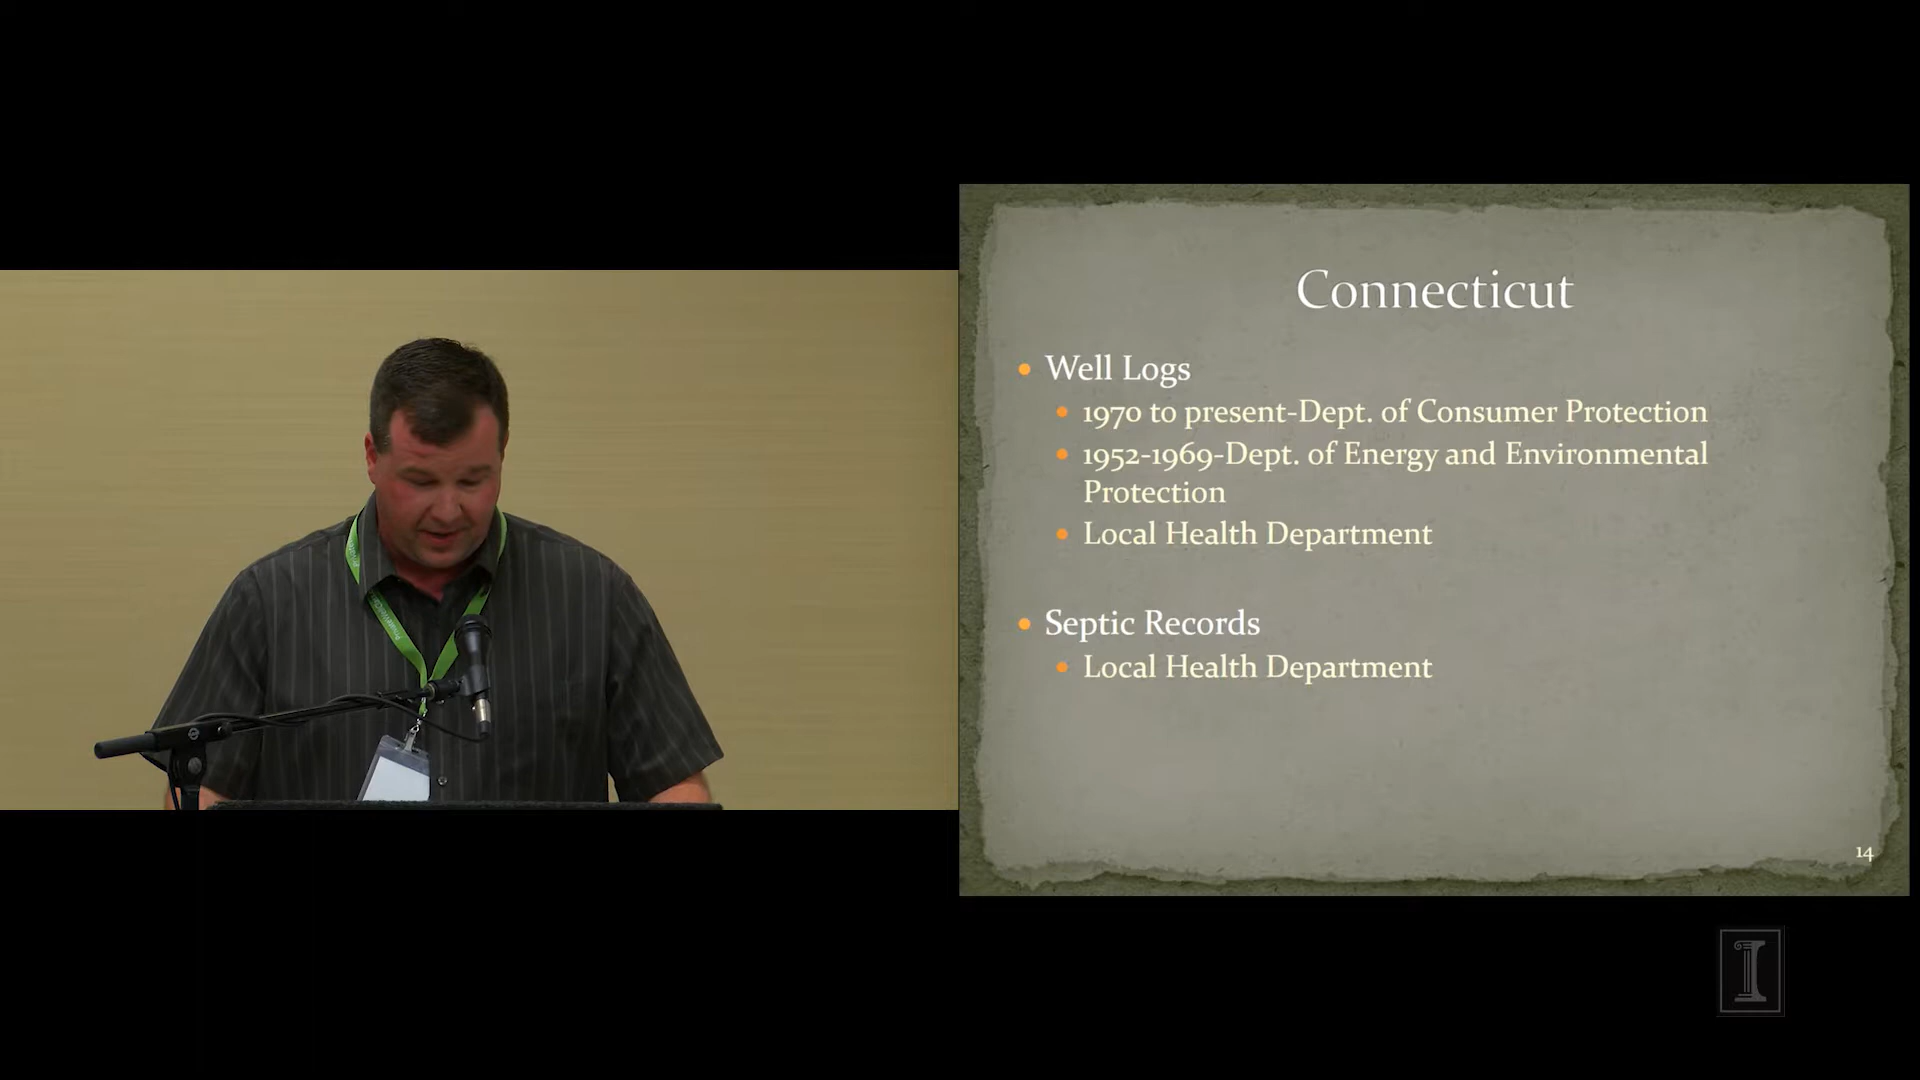 Connecticut
Well Logs
1970 to present-Dept. of Consumer Protection
1952-1969-Dept. of Energy and Environmental
Protection
Local Health Department
Septic Records
Local Health Department
14